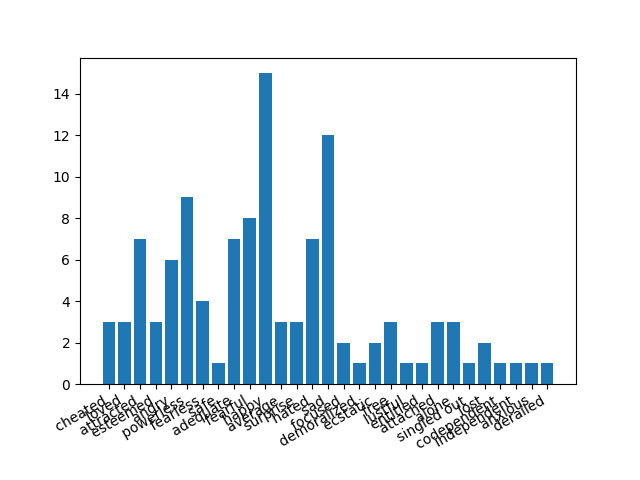 14
12
10
8
6
4
2
0
cheated
loved
attracted
esteemed
angry
powerless
fearless
safe
adequate
fearful
happy
average
surprise
hated
sad
focused
demoralized
ecstatic
free
lustful
entitled
attached
alone
singled out
lost
codependent
independent
anxious
derailed